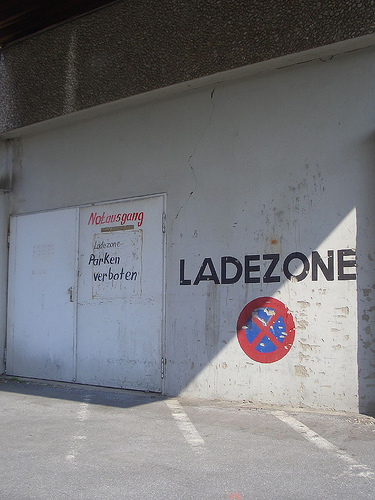 Notausgang
Ladezone
Parken
verboten
LADEZONE